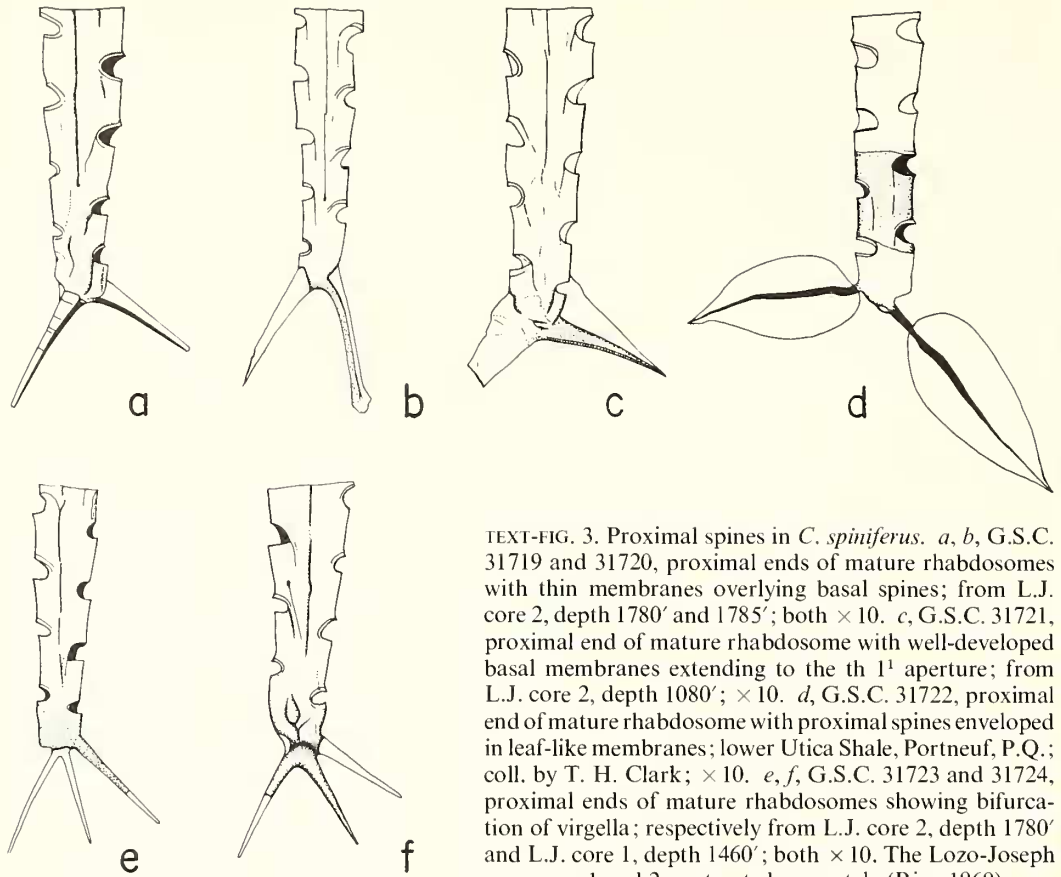 a
b
c
d
e
f
TEXT-FIG. 3. Proximal spines in C. spiniferus. a, b, G.S.C.
31719 and 31720, proximal ends of mature rhabdosomes
with thin membranes overlying basal spines; from L.J.
core 2, depth 1780′ and 1785′; both × 10. c, G.S.C. 31721,
proximal end of mature rhabdosome with well-developed
basal membranes extending to the th 1¹ aperture; from
L.J. core 2, depth 1080′; × 10. d, G.S.C. 31722, proximal
end of mature rhabdosome with proximal spines enveloped
in leaf-like membranes; lower Utica Shale, Portneuf, P.Q.;
coll. by T. H. Clark; × 10. e, f, G.S.C. 31723 and 31724,
proximal ends of mature rhabdosomes showing bifurca-
tion of virgella; respectively from L.J. core 2, depth 1780′
and L.J. core 1, depth 1460′; both × 10. The Lozo-Joseph